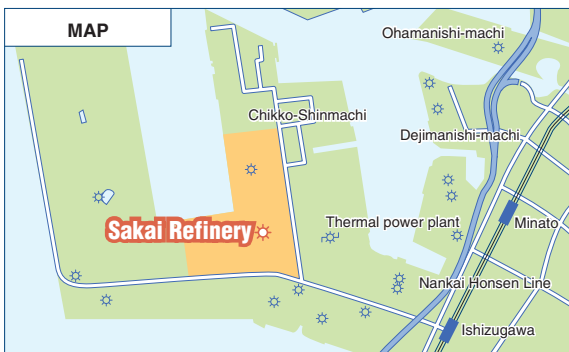 MAP
Ohamanishi-machi
Chikko-Shinmachi
Dejimanishi-machi
Sakai Refinery
Thermal power plant
Minato
Nankai Honsen Line
Ishizugawa